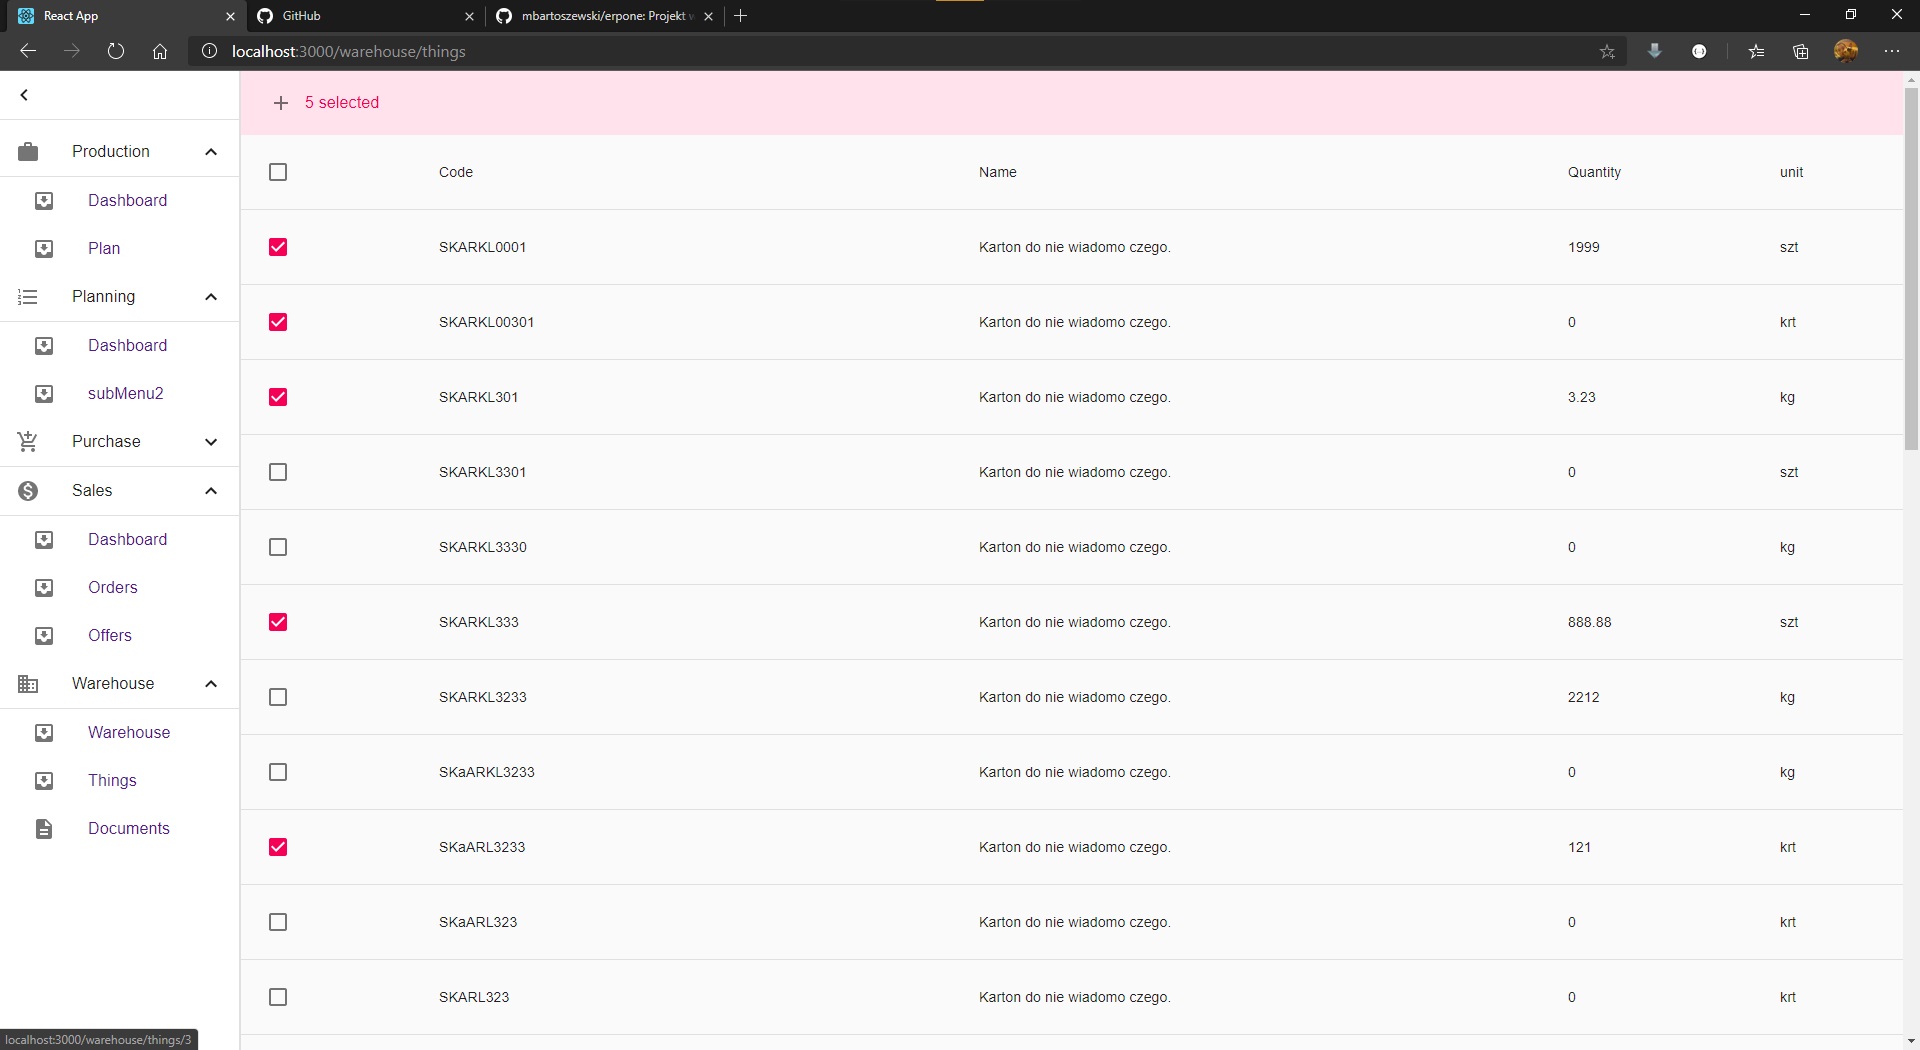 React App
GitHub
mbartoszewski/erpone: Projekt
localhost:3000/warehouse/things
Production
Dashboard
Plan
Planning
Dashboard
subMenu2
Purchase
Sales
Dashboard
Orders
Offers
Warehouse
Warehouse
Things
Documents
5 selected
Code Name Quantity unit
SKARKL0001 Karton do nie wiadomo czego. 1999 szt
SKARKL00301 Karton do nie wiadomo czego. 0 krt
SKARKL301 Karton do nie wiadomo czego. 3.23 kg
SKARKL3301 Karton do nie wiadomo czego. 0 szt
SKARKL3330 Karton do nie wiadomo czego. 0 kg
SKARKL333 Karton do nie wiadomo czego. 888.88 szt
SKARKL3233 Karton do nie wiadomo czego. 2212 kg
SKaARKL3233 Karton do nie wiadomo czego. 0 kg
SKaARL3233 Karton do nie wiadomo czego. 121 krt
SKaARL323 Karton do nie wiadomo czego. 0 krt
SKARL323 Karton do nie wiadomo czego. 0 krt
localhost:3000/warehouse/things/3